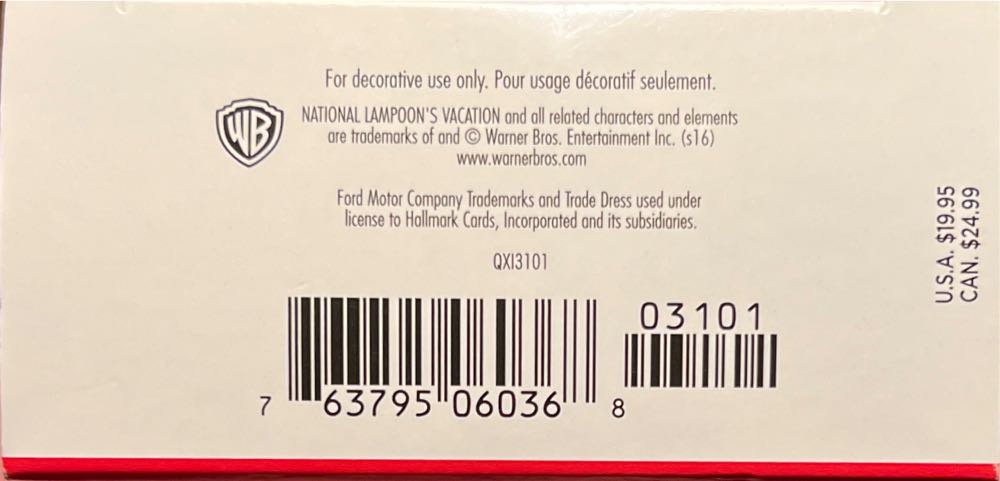 For decorative use only. Pour usage décoratif seulement.
WB
NATIONAL LAMPOON'S VACATION and all related characters and elements
are trademarks of and © Warner Bros. Entertainment Inc. (s16)
www.warnerbros.com
Ford Motor Company Trademarks and Trade Dress used under
license to Hallmark Cards, Incorporated and its subsidiaries.
QXI3101
03101
7 63795 06036 8
U.S.A. $19.95
CAN. $24.99